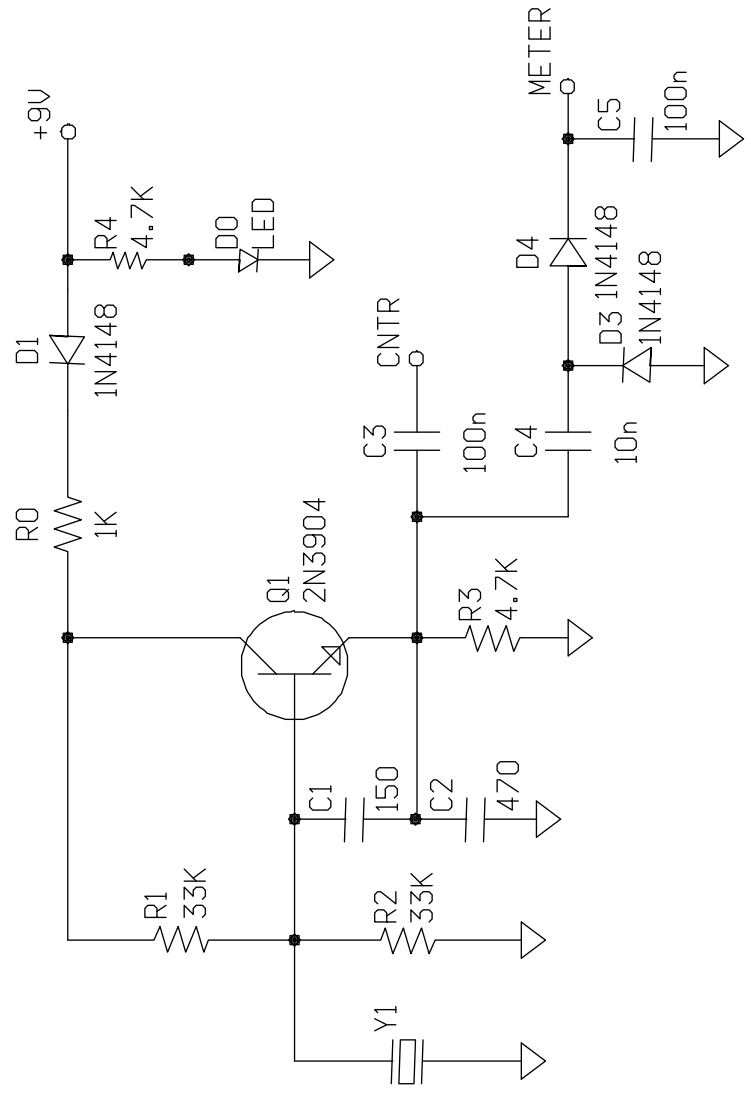 +9V
R4
4.7K
D0
LED
D1
1N4148
R0
1K
Q1
2N3904
R1
33K
R2
33K
Y1
C1
150
C2
470
R3
4.7K
C3
100n
CNTR
C4
10n
D3
1N4148
D4
1N4148
C5
100n
METER